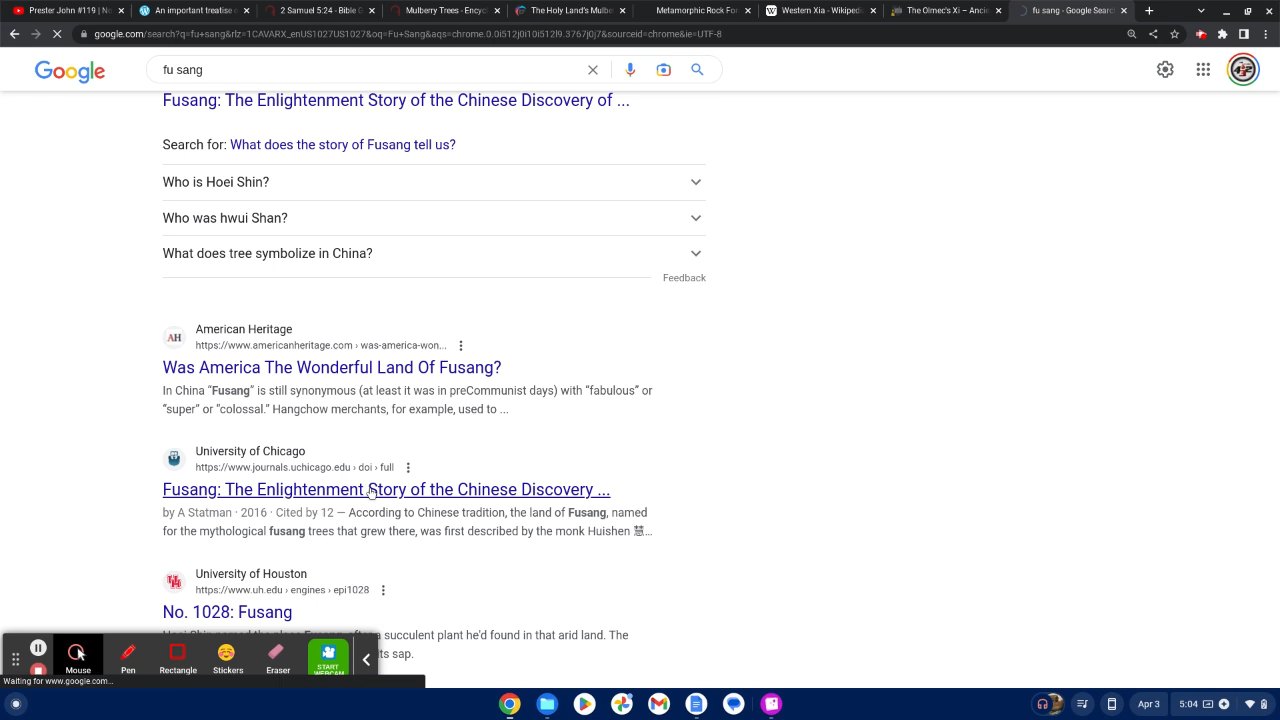 Prester John #119 | No
An important treatise o
2 Samuel 5:24 - Bible G
Mulberry Trees - Encyc
The Holy Land's Mulbe
Metamorphic Rock For
Western Xia - Wikipedi
The Olmec's Xi ~ Ancie
fu sang - Google Search
google.com/search?q=fu+sang&rlz=1CAVARX_enUS1027US1027&oq=Fu+Sang&aqs=chrome.0.0i512j0i10i512l9.3767j0j7&sourceid=chrome&ie=UTF-8
Google
fu sang
Fusang: The Enlightenment Story of the Chinese Discovery of ...
Search for: What does the story of Fusang tell us?
Who is Hoei Shin?
Who was hwui Shan?
What does tree symbolize in China?
Feedback
AH
American Heritage
https://www.americanheritage.com › was-america-won...
Was America The Wonderful Land Of Fusang?
In China “Fusang” is still synonymous (at least it was in preCommunist days) with “fabulous” or
“super” or “colossal.” Hangchow merchants, for example, used to ...
University of Chicago
https://www.journals.uchicago.edu › doi › full
Fusang: The Enlightenment Story of the Chinese Discovery ...
by A Statman · 2016 · Cited by 12 — According to Chinese tradition, the land of Fusang, named
for the mythological fusang trees that grew there, was first described by the monk Huishen 慧...
University of Houston
https://www.uh.edu › engines › epi1028
No. 1028: Fusang
a succulent plant he'd found in that arid land. The
its sap.
Mouse
Pen
Rectangle
Stickers
Eraser
START
WEBCAM
Waiting for www.google.com...
Apr 3
5:04